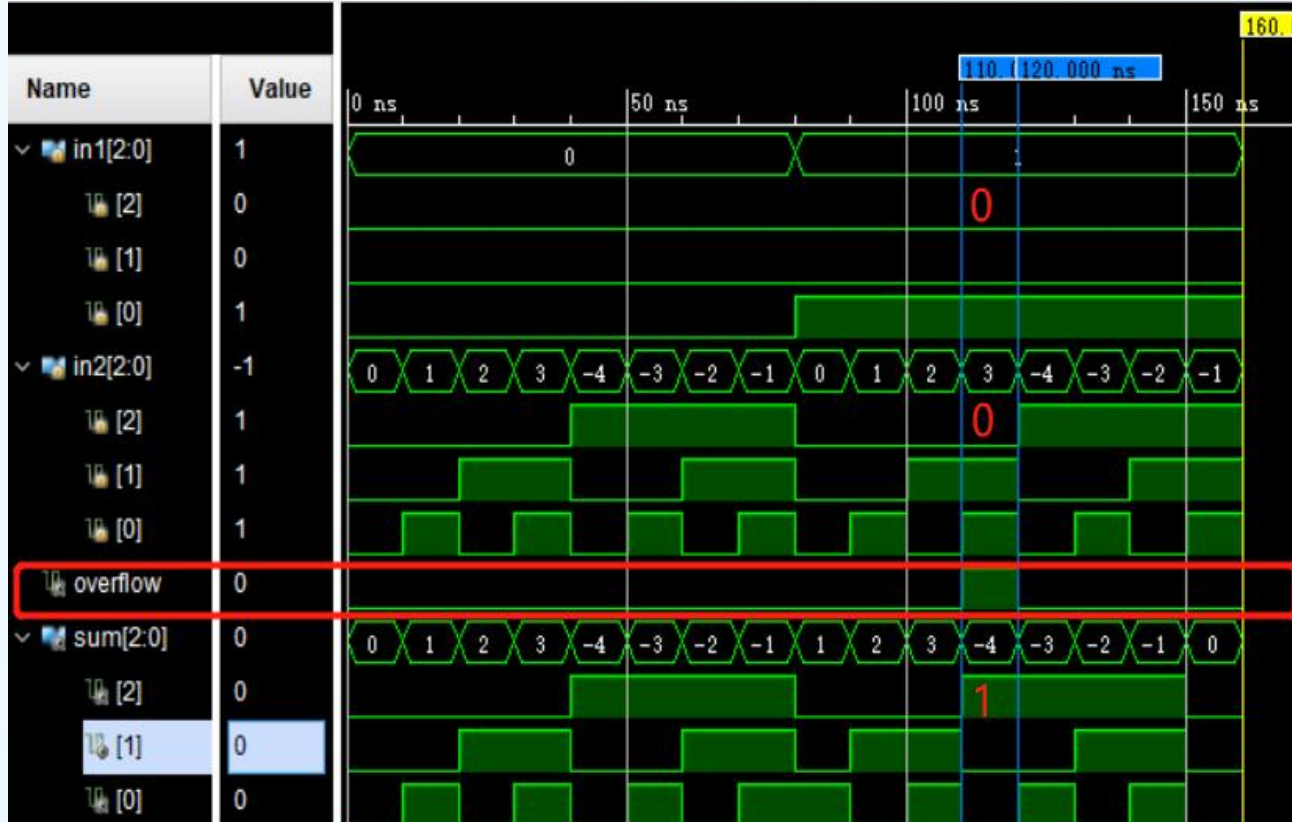 160.
110. 120.000 ns
Name Value 0 ns 50 ns 100 ns 150 ns
in1[2:0] 1 0 1
[2] 0 0
[1] 0
[0] 1
in2[2:0] -1 0 1 2 3 -4 -3 -2 -1 0 1 2 3 -4 -3 -2 -1
[2] 1 0
[1] 1
[0] 1
overflow 0
sum[2:0] 0 0 1 2 3 -4 -3 -2 -1 1 2 3 -4 -3 -2 -1 0
[2] 0 1
[1] 0
[0] 0